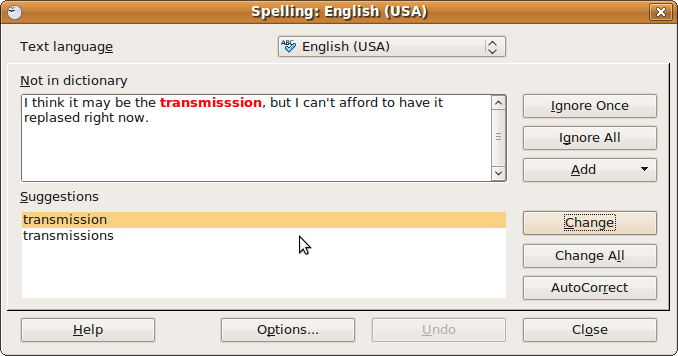 Spelling: English (USA)
Text language
English (USA)
Not in dictionary
I think it may be the transmisssion, but I can't afford to have it
replased right now.
Ignore Once
Ignore All
Add
Suggestions
transmission
transmissions
Change
Change All
AutoCorrect
Help
Options...
Undo
Close